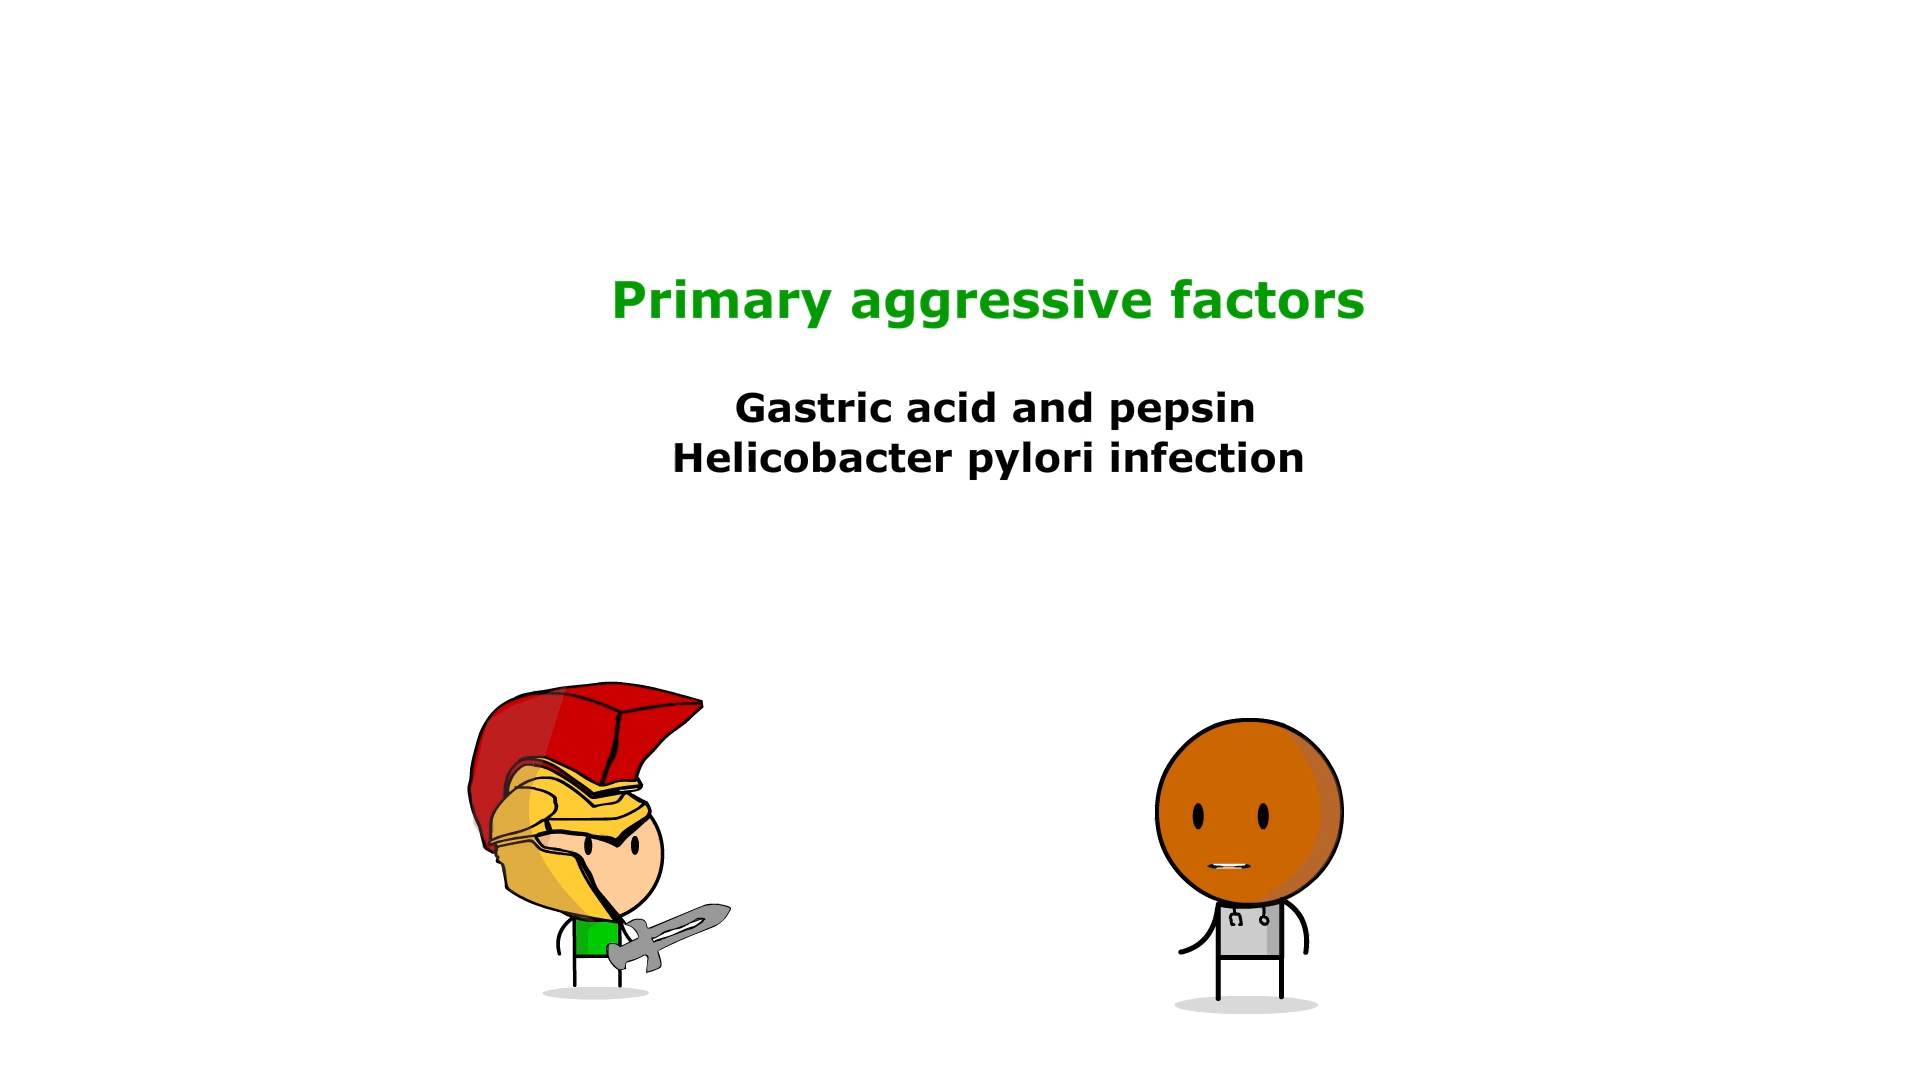 Primary aggressive factors
Gastric acid and pepsin
Helicobacter pylori infection